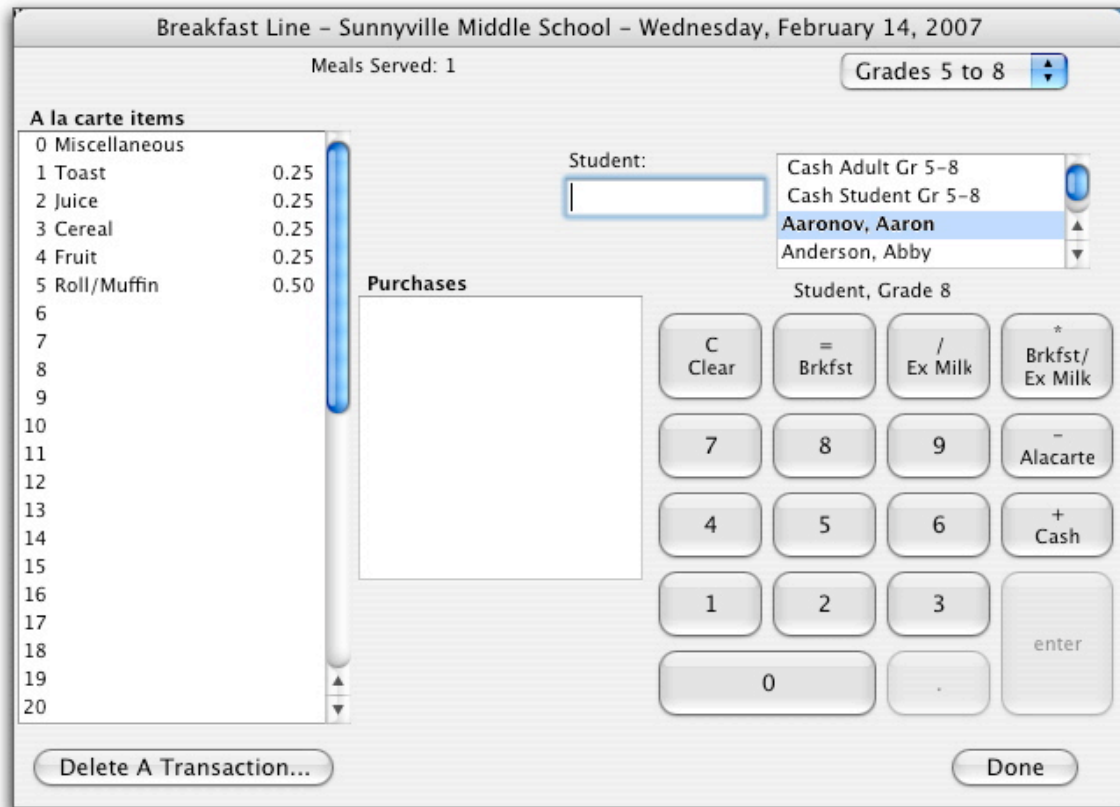 Breakfast Line – Sunnyville Middle School – Wednesday, February 14, 2007
Meals Served: 1
Grades 5 to 8
A la carte items
0 Miscellaneous
1 Toast 0.25
2 Juice 0.25
3 Cereal 0.25
4 Fruit 0.25
5 Roll/Muffin 0.50
6
7
8
9
10
11
12
13
14
15
16
17
18
19
20
Student:
Cash Adult Gr 5–8
Cash Student Gr 5–8
Aaronov, Aaron
Anderson, Abby
Student, Grade 8
Purchases
C
Clear
=
Brkfst
/
Ex Milk
*
Brkfst/
Ex Milk
7
8
9
–
Alacarte
4
5
6
+
Cash
1
2
3
enter
0
.
Delete A Transaction...
Done